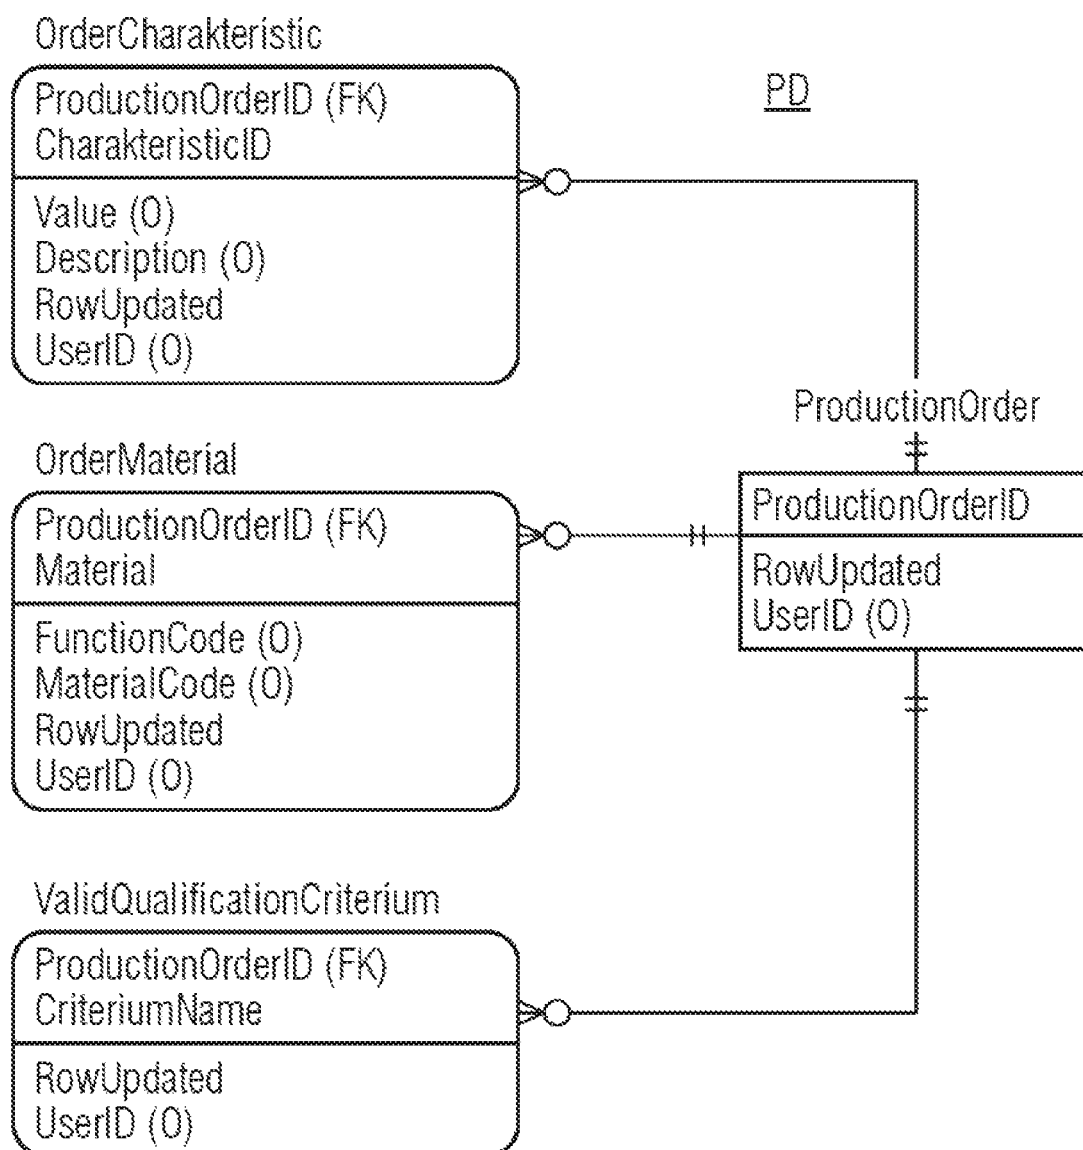 OrderCharakteristic
ProductionOrderID (FK)
CharakteristicID
Value (O)
Description (O)
RowUpdated
UserID (O)
PD
OrderMaterial
ProductionOrderID (FK)
Material
FunctionCode (O)
MaterialCode (O)
RowUpdated
UserID (O)
ProductionOrder
ProductionOrderID
RowUpdated
UserID (O)
ValidQualificationCriterium
ProductionOrderID (FK)
CriteriumName
RowUpdated
UserID (O)